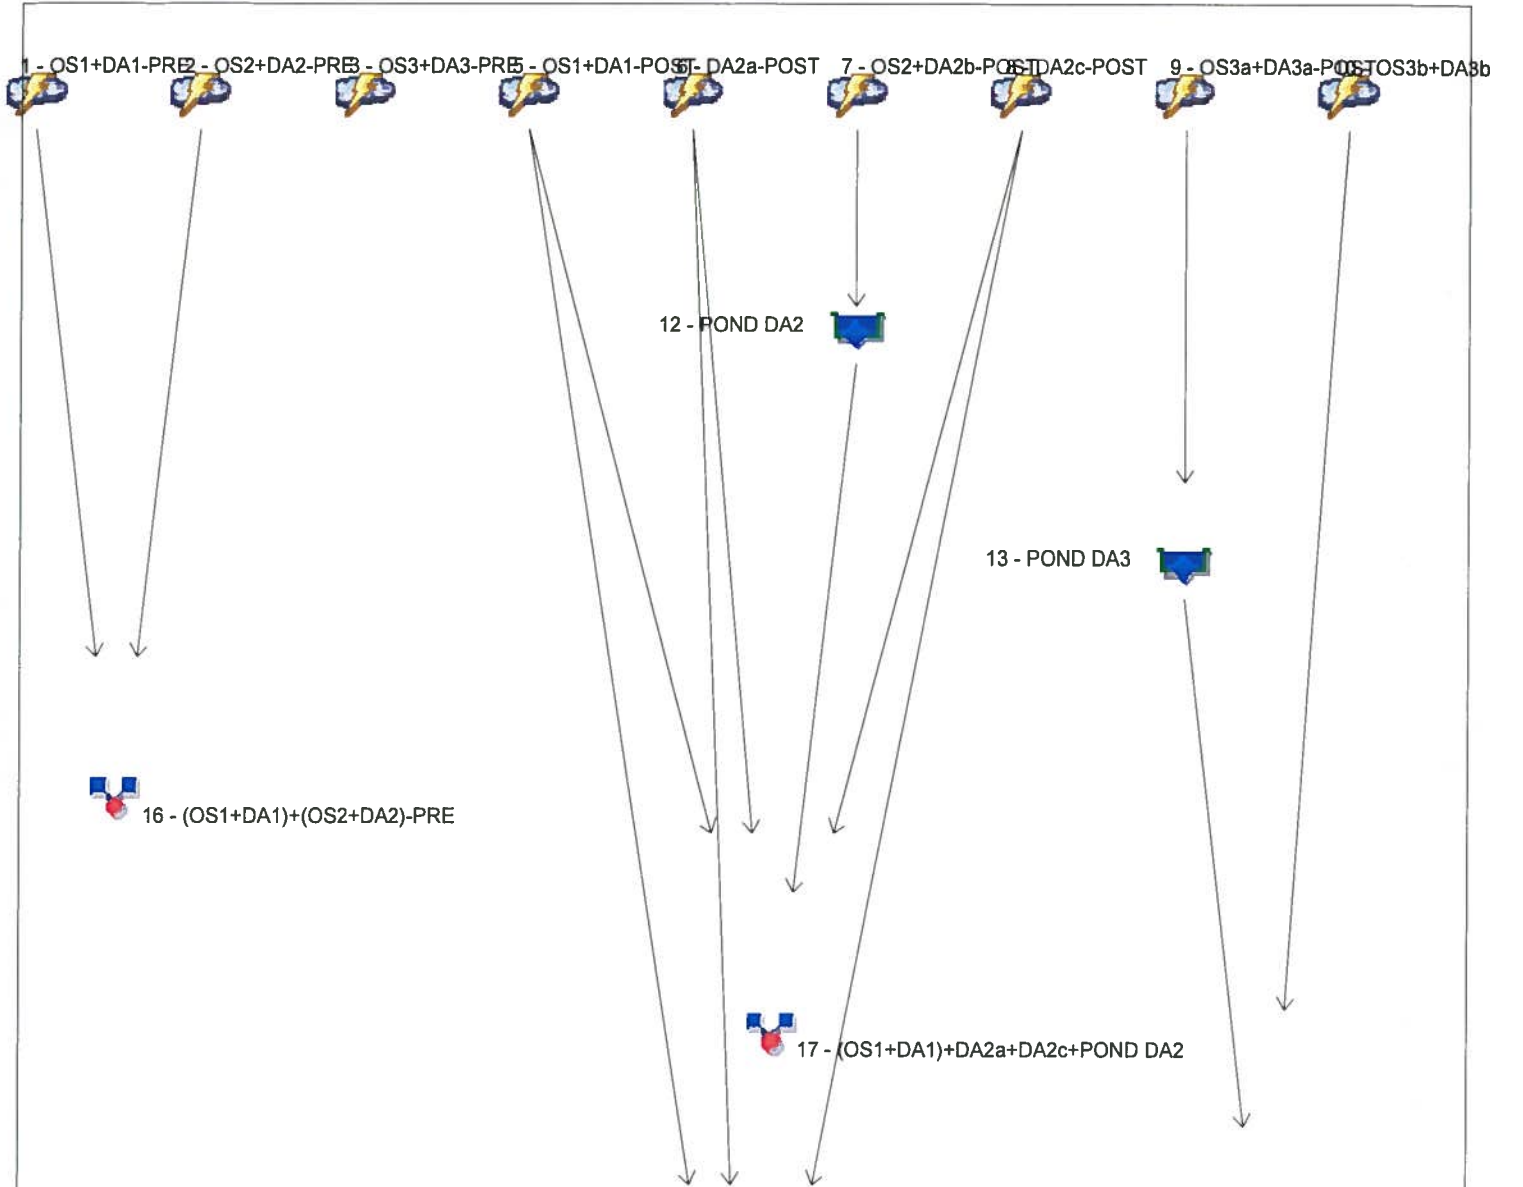 1 - OS1+DA1-PRE
2 - OS2+DA2-PRE
3 - OS3+DA3-PRE
5 - OS1+DA1-POST
6 - DA2a-POST
7 - OS2+DA2b-POST
8 - DA2c-POST
9 - OS3a+DA3a-POST
10 - OS3b+DA3b
12 - POND DA2
13 - POND DA3
16 - (OS1+DA1)+(OS2+DA2)-PRE
17 - (OS1+DA1)+DA2a+DA2c+POND DA2